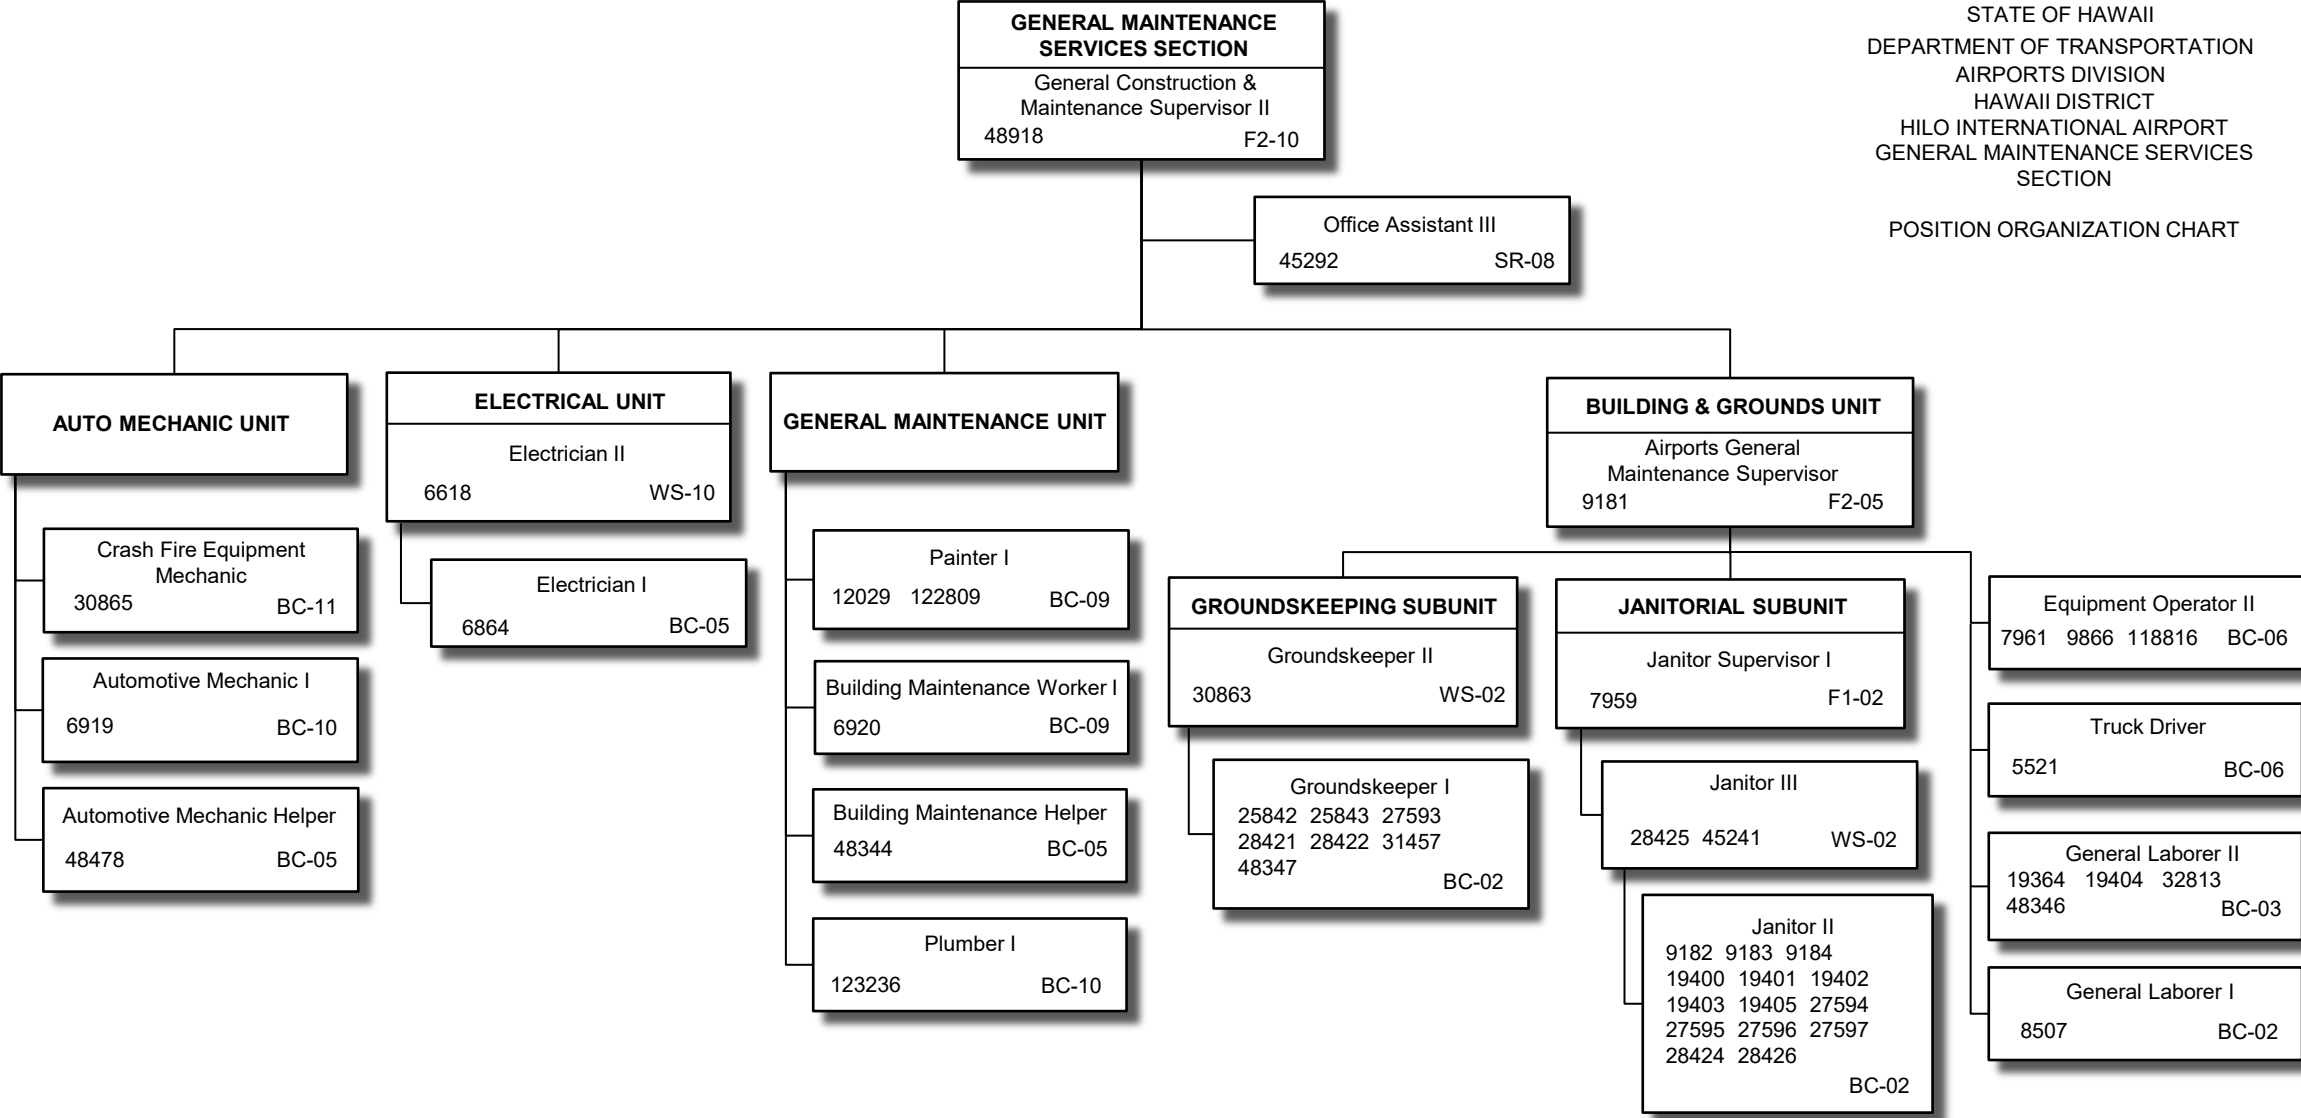 GENERAL MAINTENANCE
SERVICES SECTION
General Construction &
Maintenance Supervisor II
48918 F2-10
STATE OF HAWAII
DEPARTMENT OF TRANSPORTATION
AIRPORTS DIVISION
HAWAII DISTRICT
HILO INTERNATIONAL AIRPORT
GENERAL MAINTENANCE SERVICES
SECTION
POSITION ORGANIZATION CHART
Office Assistant III
45292 SR-08
AUTO MECHANIC UNIT
Crash Fire Equipment
Mechanic
30865 BC-11
Automotive Mechanic I
6919 BC-10
Automotive Mechanic Helper
48478 BC-05
ELECTRICAL UNIT
Electrician II
6618 WS-10
Electrician I
6864 BC-05
GENERAL MAINTENANCE UNIT
Painter I
12029 122809 BC-09
Building Maintenance Worker I
6920 BC-09
Building Maintenance Helper
48344 BC-05
Plumber I
123236 BC-10
BUILDING & GROUNDS UNIT
Airports General
Maintenance Supervisor
9181 F2-05
GROUNDSKEEPING SUBUNIT
Groundskeeper II
30863 WS-02
Groundskeeper I
25842 25843 27593
28421 28422 31457
48347
BC-02
JANITORIAL SUBUNIT
Janitor Supervisor I
7959 F1-02
Janitor III
28425 45241 WS-02
Janitor II
9182 9183 9184
19400 19401 19402
19403 19405 27594
27595 27596 27597
28424 28426
BC-02
Equipment Operator II
7961 9866 118816 BC-06
Truck Driver
5521 BC-06
General Laborer II
19364 19404 32813
48346 BC-03
General Laborer I
8507 BC-02